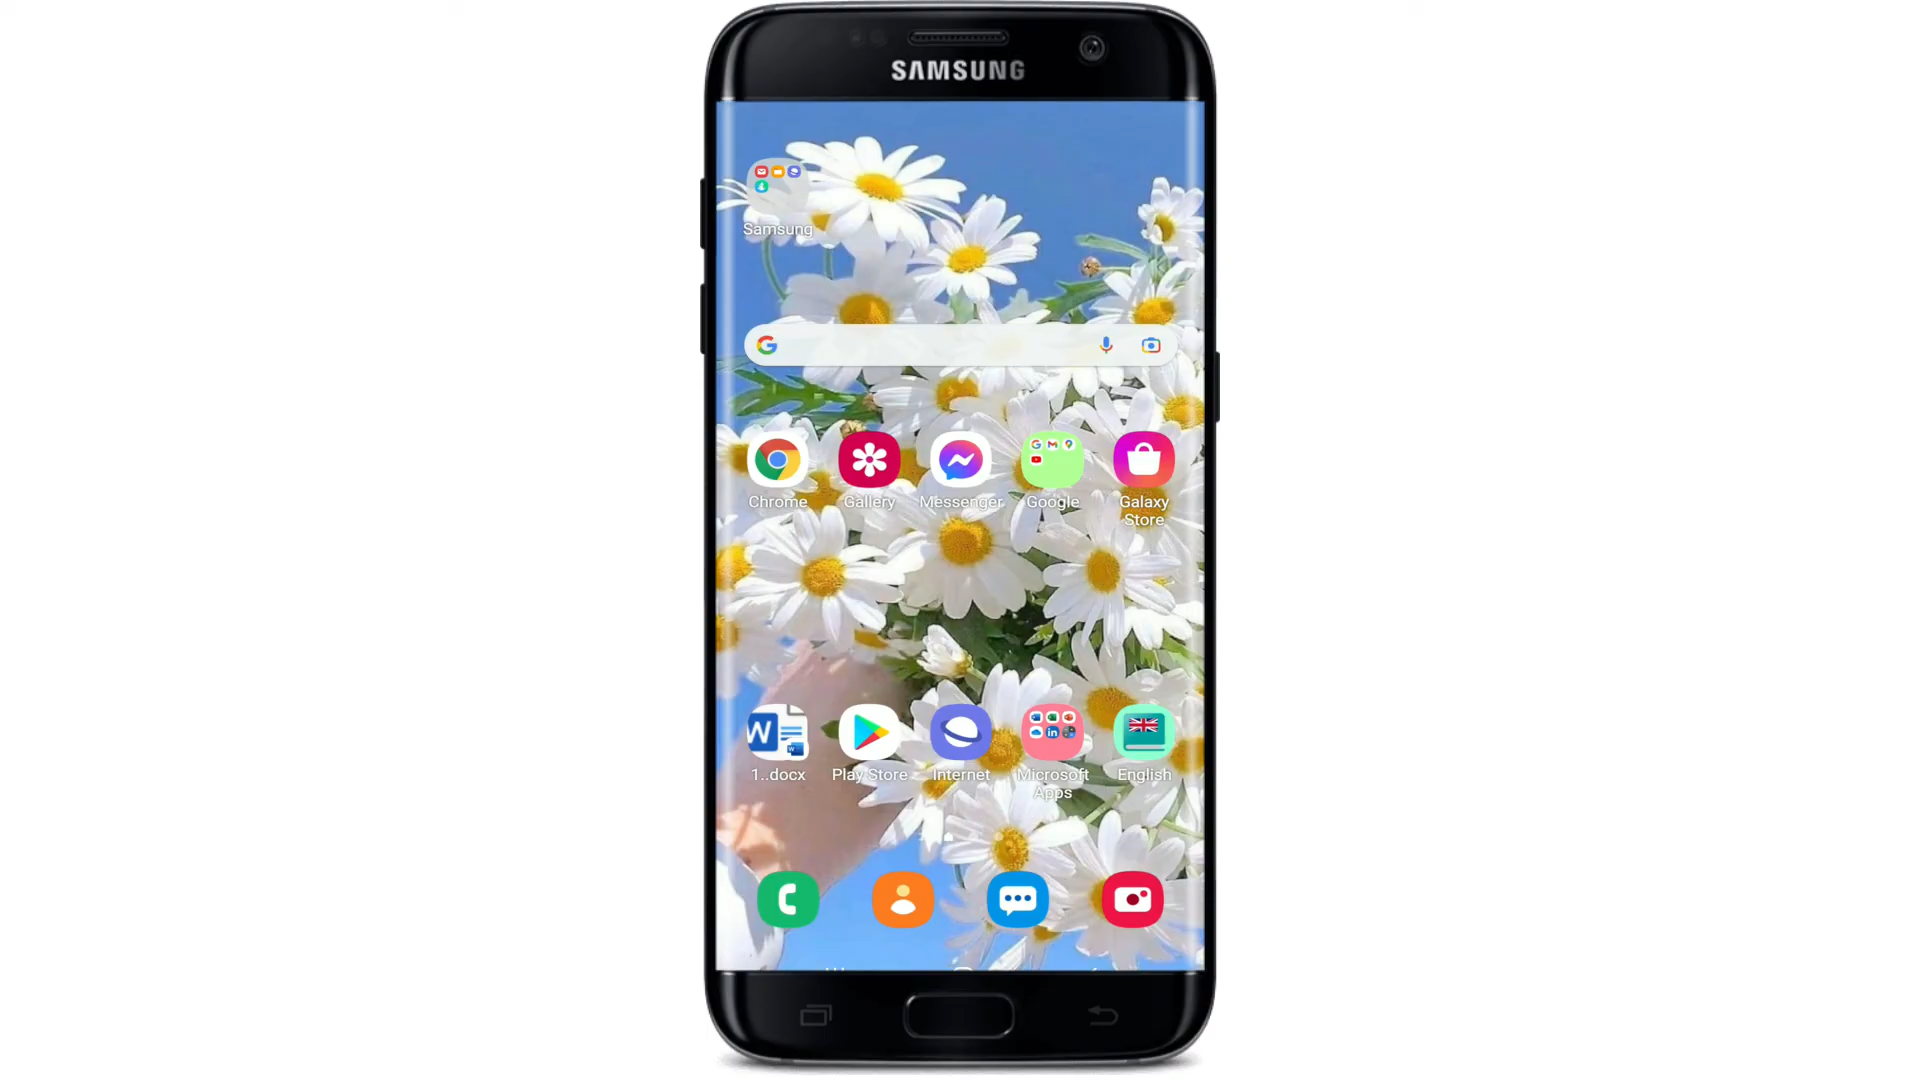 SAMSUNG
Samsung
Chrome
Gallery
Messenger
Google
Galaxy
Store
1..docx
Play Store
Internet
Microsoft
Apps
English